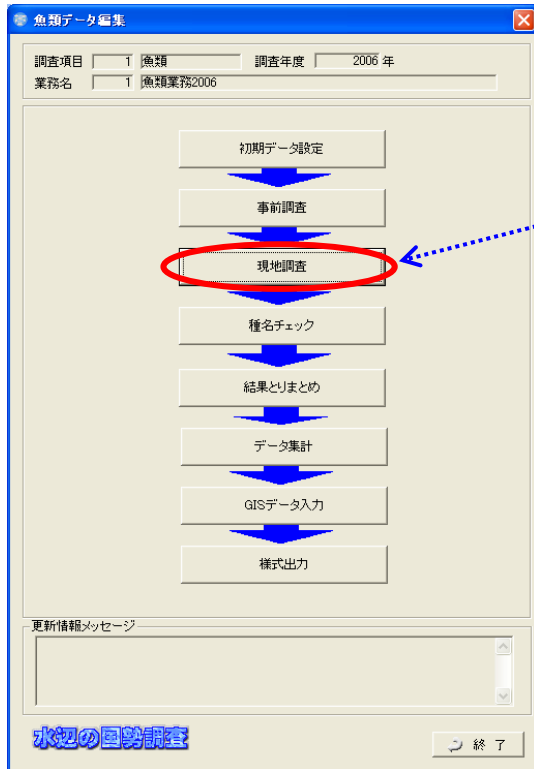 魚類データ編集
調査項目 1 魚類 調査年度 2006 年
業務名 1 魚類業務2006
初期データ設定
事前調査
現地調査
種名チェック
結果とりまとめ
データ集計
GISデータ入力
様式出力
更新情報メッセージ
水辺の国勢調査
終 了